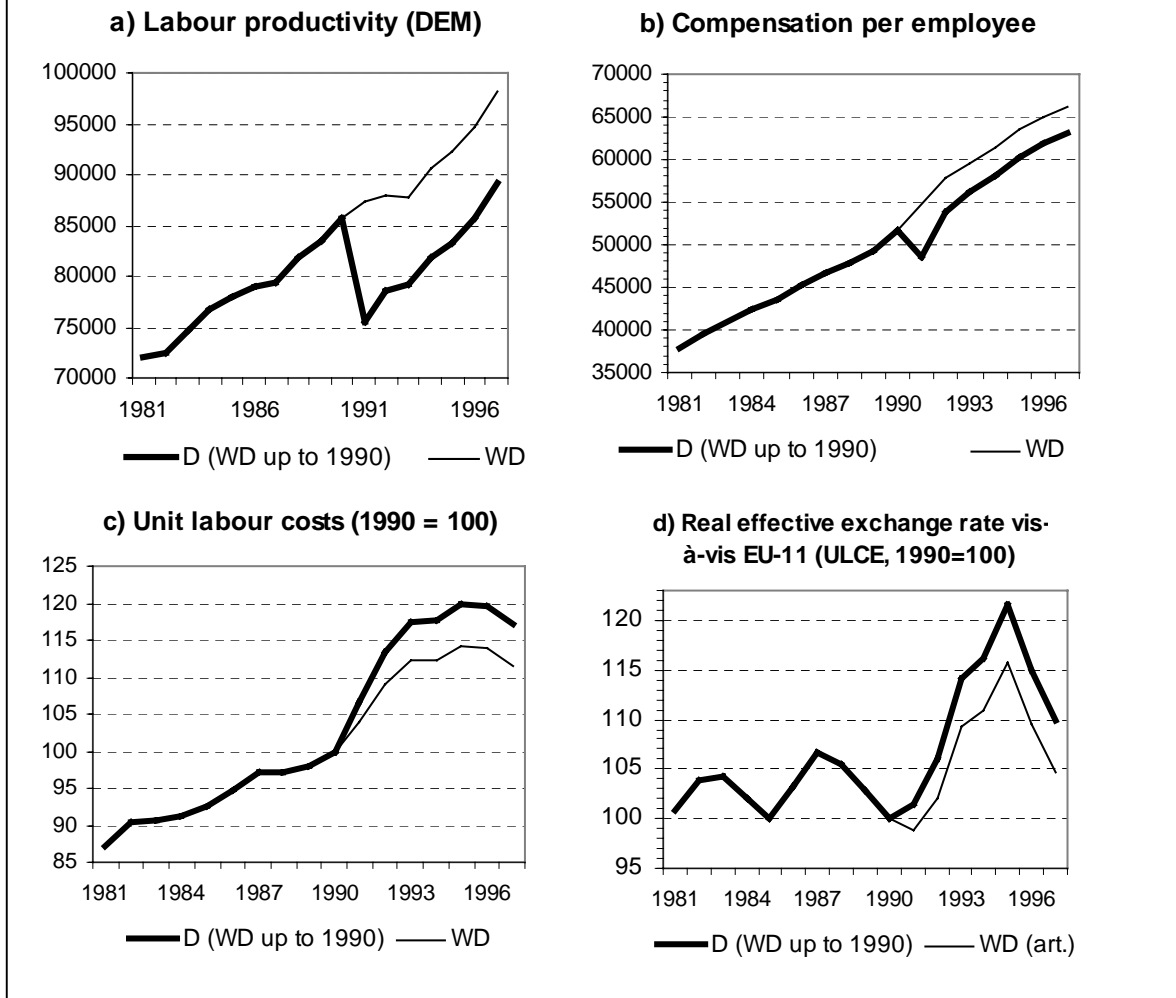 a) Labour productivity (DEM)
100000
95000
90000
85000
80000
75000
70000
1981 1986 1991 1996
D (WD up to 1990) WD
b) Compensation per employee
70000
65000
60000
55000
50000
45000
40000
35000
1981 1984 1987 1990 1993 1996
D (WD up to 1990) WD
c) Unit labour costs (1990 = 100)
125
120
115
110
105
100
95
90
85
1981 1984 1987 1990 1993 1996
D (WD up to 1990) WD
d) Real effective exchange rate vis-
à-vis EU-11 (ULCE, 1990=100)
120
115
110
105
100
95
1981 1984 1987 1990 1993 1996
D (WD up to 1990) WD (art.)